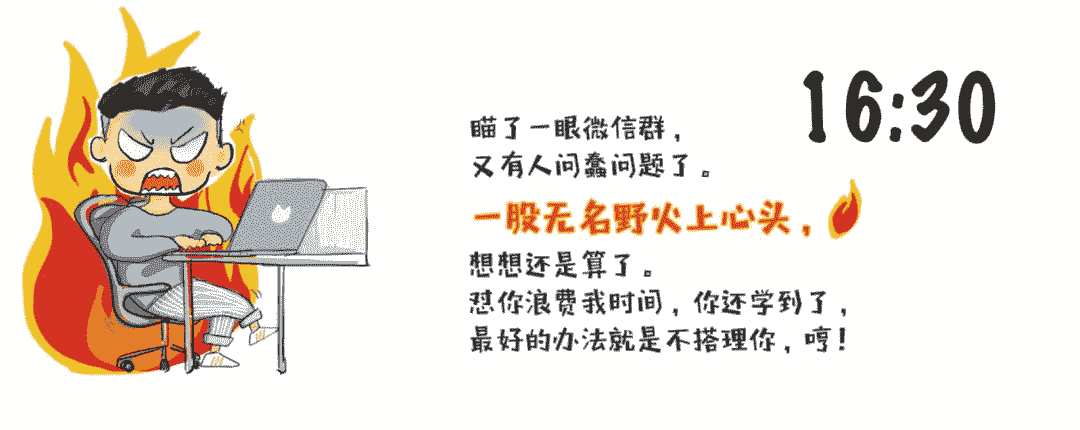 16:30
瞄了一眼微信群，
又有人问蠢问题了。
一股无名野火上心头，
想想还是算了。
怼你浪费我时间，你还学到了，
最好的办法就是不搭理你，哼！